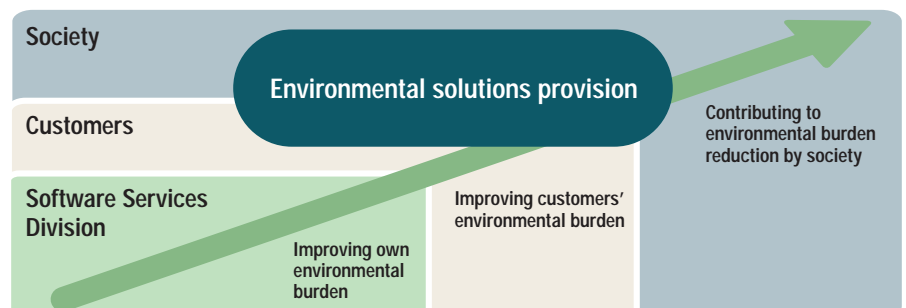 Society
Environmental solutions provision
Contributing to
environmental burden
reduction by society
Customers
Improving customers'
environmental burden
Software Services
Division
Improving own
environmental
burden